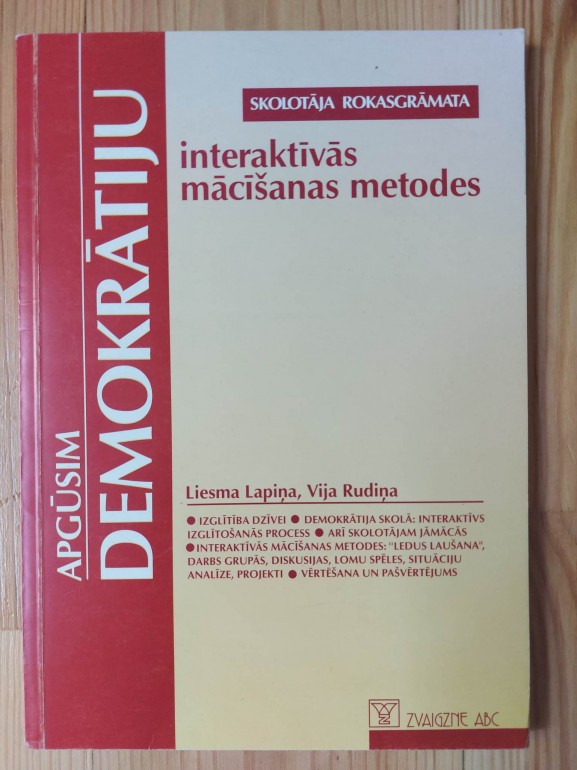 APGŪSIM
DEMOKRĀTIJU
SKOLOTĀJA ROKASGRĀMATA
interaktīvās
mācīšanas metodes
Liesma Lapiņa, Vija Rudiņa
● IZGLĪTĪBA DZĪVEI ● DEMOKRĀTIJA SKOLĀ: INTERAKTĪVS
IZGLĪTOŠANĀS PROCESS ● ARĪ SKOLOTĀJAM JĀMĀCĀS
● INTERAKTĪVĀS MĀCĪŠANAS METODES: "LEDUS LAUŠANA",
DARBS GRUPĀS, DISKUSIJAS, LOMU SPĒLES, SITUĀCIJU
ANALĪZE, PROJEKTI ● VĒRTĒŠANA UN PAŠVĒRTĒJUMS
ZVAIGZNE ABC